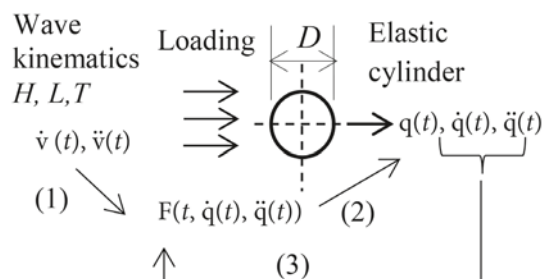 Wave kinematics
H, L,T
v̇ (t), v̈(t)
Loading
D
Elastic cylinder
q(t), q̇(t), q̈(t)
(1)
F(t, q̇(t), q̈(t))
(2)
(3)